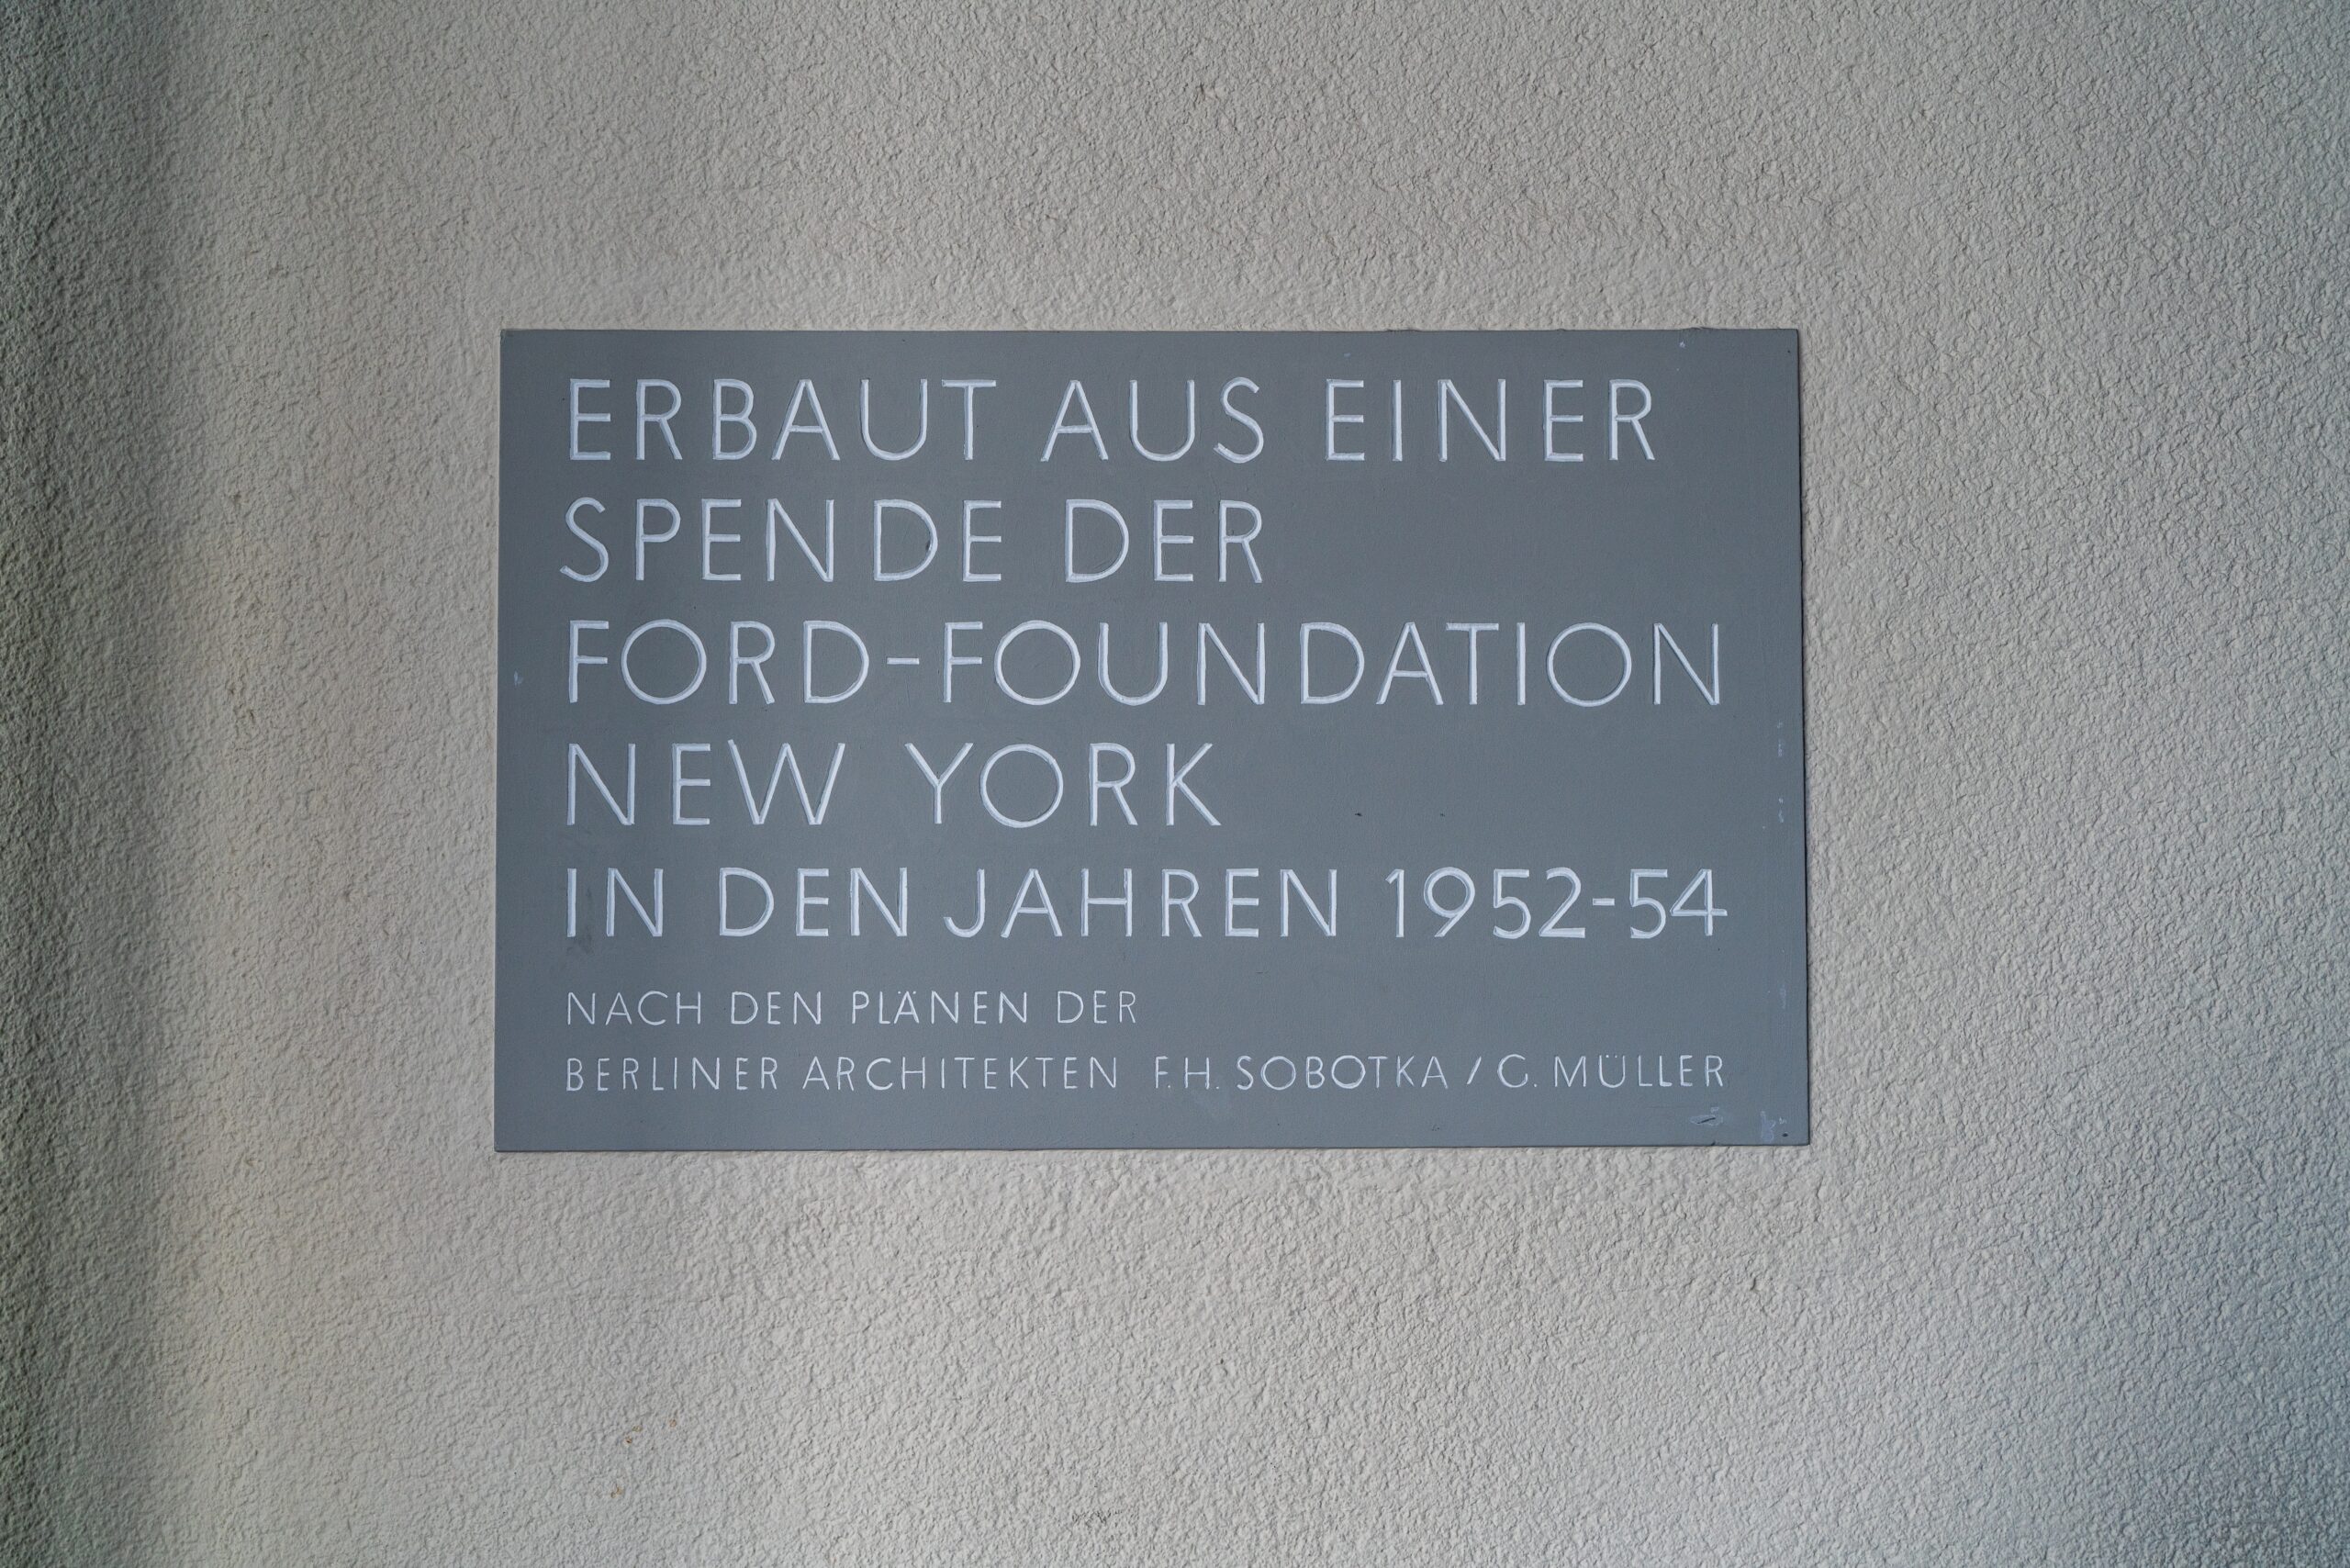 ERBAUT AUS EINER
SPENDE DER
FORD-FOUNDATION
NEW YORK
IN DEN JAHREN 1952-54
NACH DEN PLÄNEN DER
BERLINER ARCHITEKTEN F.H. SOBOTKA / G. MÜLLER